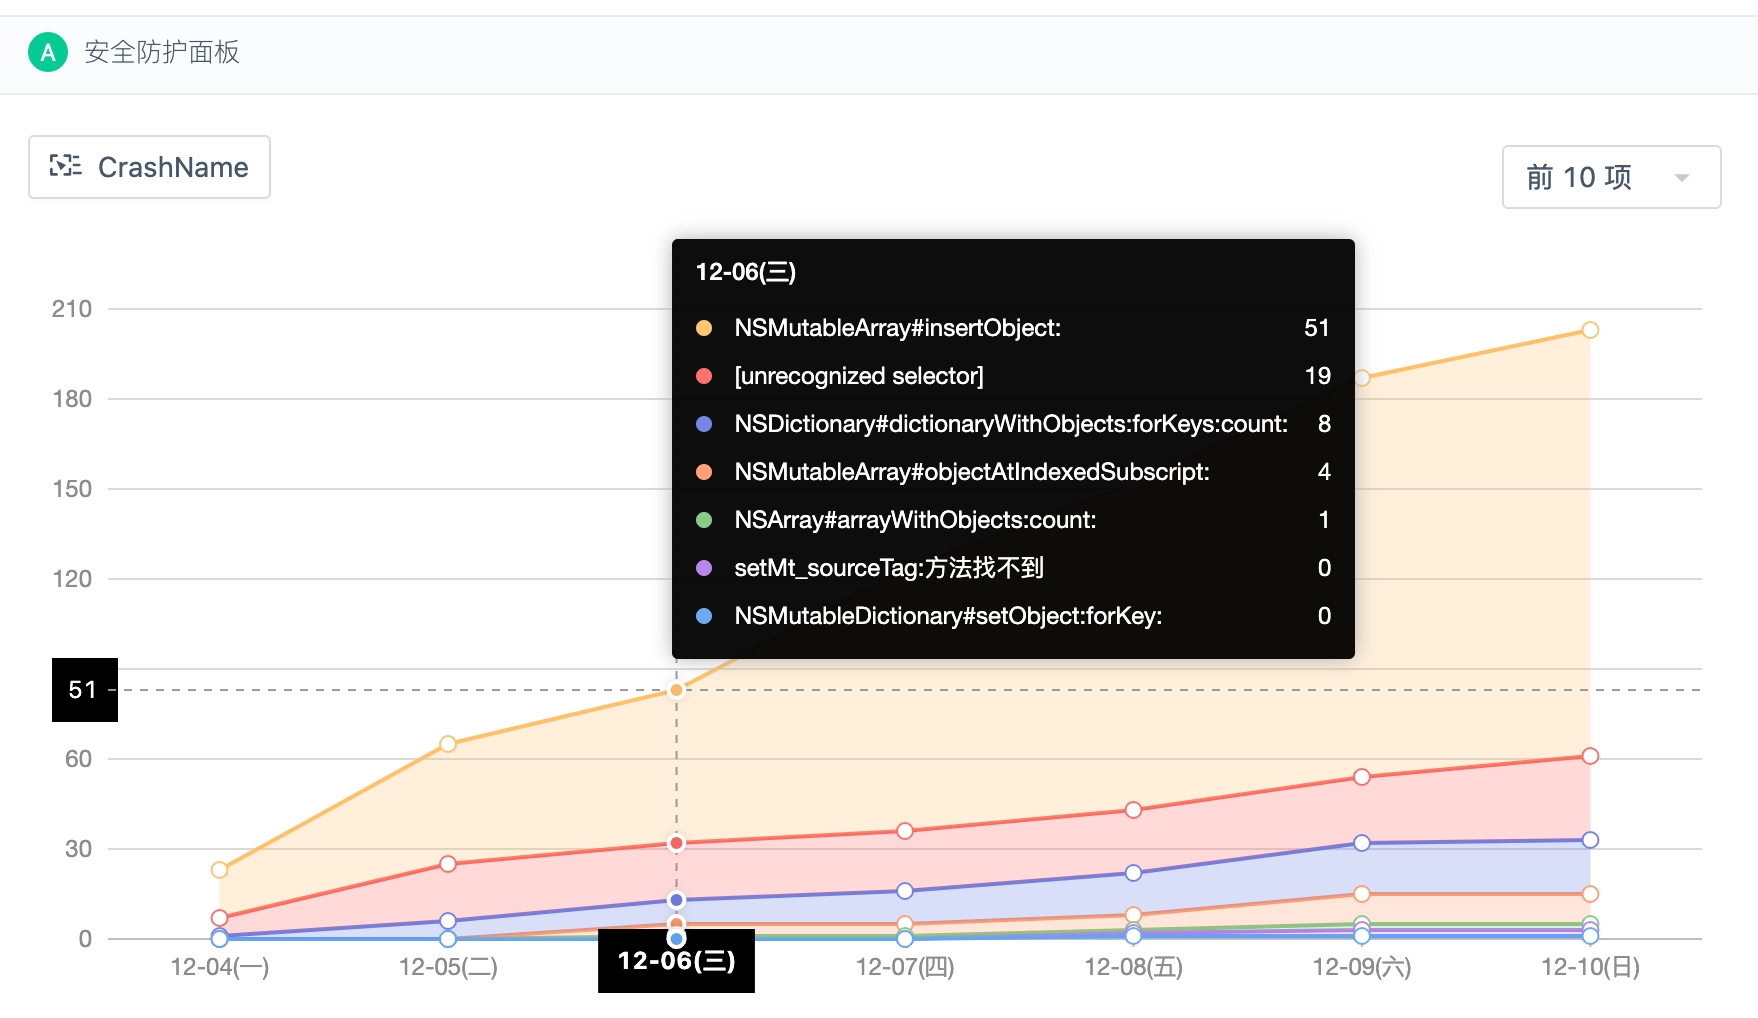 A 安全防护面板
CrashName
前 10 项
12-06(三)
NSMutableArray#insertObject: 51
[unrecognized selector] 19
NSDictionary#dictionaryWithObjects:forKeys:count: 8
NSMutableArray#objectAtIndexedSubscript: 4
NSArray#arrayWithObjects:count: 1
setMt_sourceTag:方法找不到 0
NSMutableDictionary#setObject:forKey: 0
210
180
150
120
51
60
30
0
12-04(一) 12-05(二) 12-06(三) 12-07(四) 12-08(五) 12-09(六) 12-10(日)